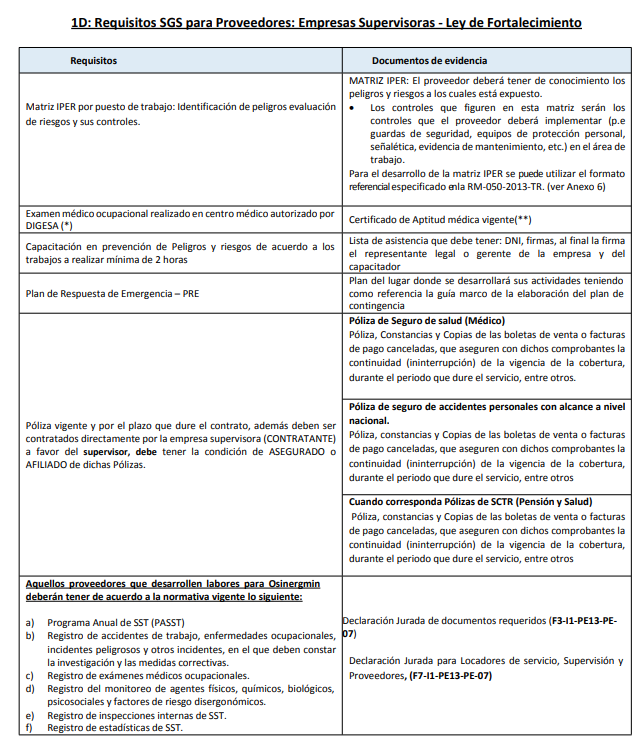 1D: Requisitos SGS para Proveedores: Empresas Supervisoras - Ley de Fortalecimiento
Requisitos
Documentos de evidencia
Matriz IPER por puesto de trabajo: Identificación de peligros evaluación
de riesgos y sus controles.
MATRIZ IPER: El proveedor deberá tener de conocimiento los
peligros y riesgos a los cuales está expuesto.
• Los controles que figuren en esta matriz serán los
controles que el proveedor deberá implementar (p.e
guardas de seguridad, equipos de protección personal,
señalética, evidencia de mantenimiento, etc.) en el área de
trabajo.
Para el desarrollo de la matriz IPER se puede utilizar el formato
referencial especificado enla RM-050-2013-TR. (ver Anexo 6)
Examen médico ocupacional realizado en centro médico autorizado por
DIGESA (*)
Certificado de Aptitud médica vigente(**)
Capacitación en prevención de Peligros y riesgos de acuerdo a los
trabajos a realizar mínima de 2 horas
Lista de asistencia que debe tener: DNI, firmas, al final la firma
el representante legal o gerente de la empresa y del
capacitador
Plan de Respuesta de Emergencia – PRE
Plan del lugar donde se desarrollará sus actividades teniendo
como referencia la guía marco de la elaboración del plan de
contingencia
Póliza vigente y por el plazo que dure el contrato, además deben ser
contratados directamente por la empresa supervisora (CONTRATANTE)
a favor del supervisor, debe tener la condición de ASEGURADO o
AFILIADO de dichas Pólizas.
Póliza de Seguro de salud (Médico)
Póliza, Constancias y Copias de las boletas de venta o facturas
de pago canceladas, que aseguren con dichos comprobantes la
continuidad (ininterrupción) de la vigencia de la cobertura,
durante el periodo que dure el servicio, entre otros.
Póliza de seguro de accidentes personales con alcance a nivel
nacional.
Póliza, constancias y Copias de las boletas de venta o facturas
de pago canceladas, que aseguren con dichos comprobantes la
continuidad (ininterrupción) de la vigencia de la cobertura,
durante el periodo que dure el servicio, entre otros
Cuando corresponda Pólizas de SCTR (Pensión y Salud)
Póliza, constancias y Copias de las boletas de venta o facturas
de pago canceladas, que aseguren con dichos comprobantes la
continuidad (ininterrupción) de la vigencia de la cobertura,
durante el periodo que dure el servicio, entre otros
Aquellos proveedores que desarrollen labores para Osinergmin
deberán tener de acuerdo a la normativa vigente lo siguiente:
a) Programa Anual de SST (PASST)
b) Registro de accidentes de trabajo, enfermedades ocupacionales,
incidentes peligrosos y otros incidentes, en el que deben constar
la investigación y las medidas correctivas.
c) Registro de exámenes médicos ocupacionales.
d) Registro del monitoreo de agentes físicos, químicos, biológicos,
psicosociales y factores de riesgo disergonómicos.
e) Registro de inspecciones internas de SST.
f) Registro de estadísticas de SST.
Declaración Jurada de documentos requeridos (F3-I1-PE13-PE-
07)
Declaración Jurada para Locadores de servicio, Supervisión y
Proveedores, (F7-I1-PE13-PE-07)